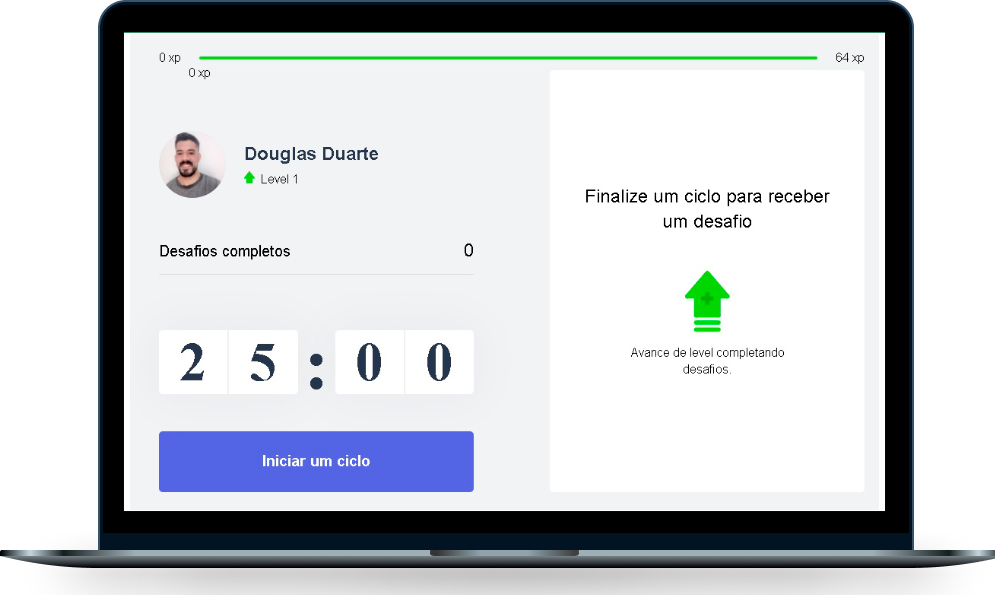 0 xp
64 xp
0 xp
Douglas Duarte
Level 1
Desafios completos
0
25:00
Iniciar um ciclo
Finalize um ciclo para receber
um desafio
Avance de level completando
desafios.